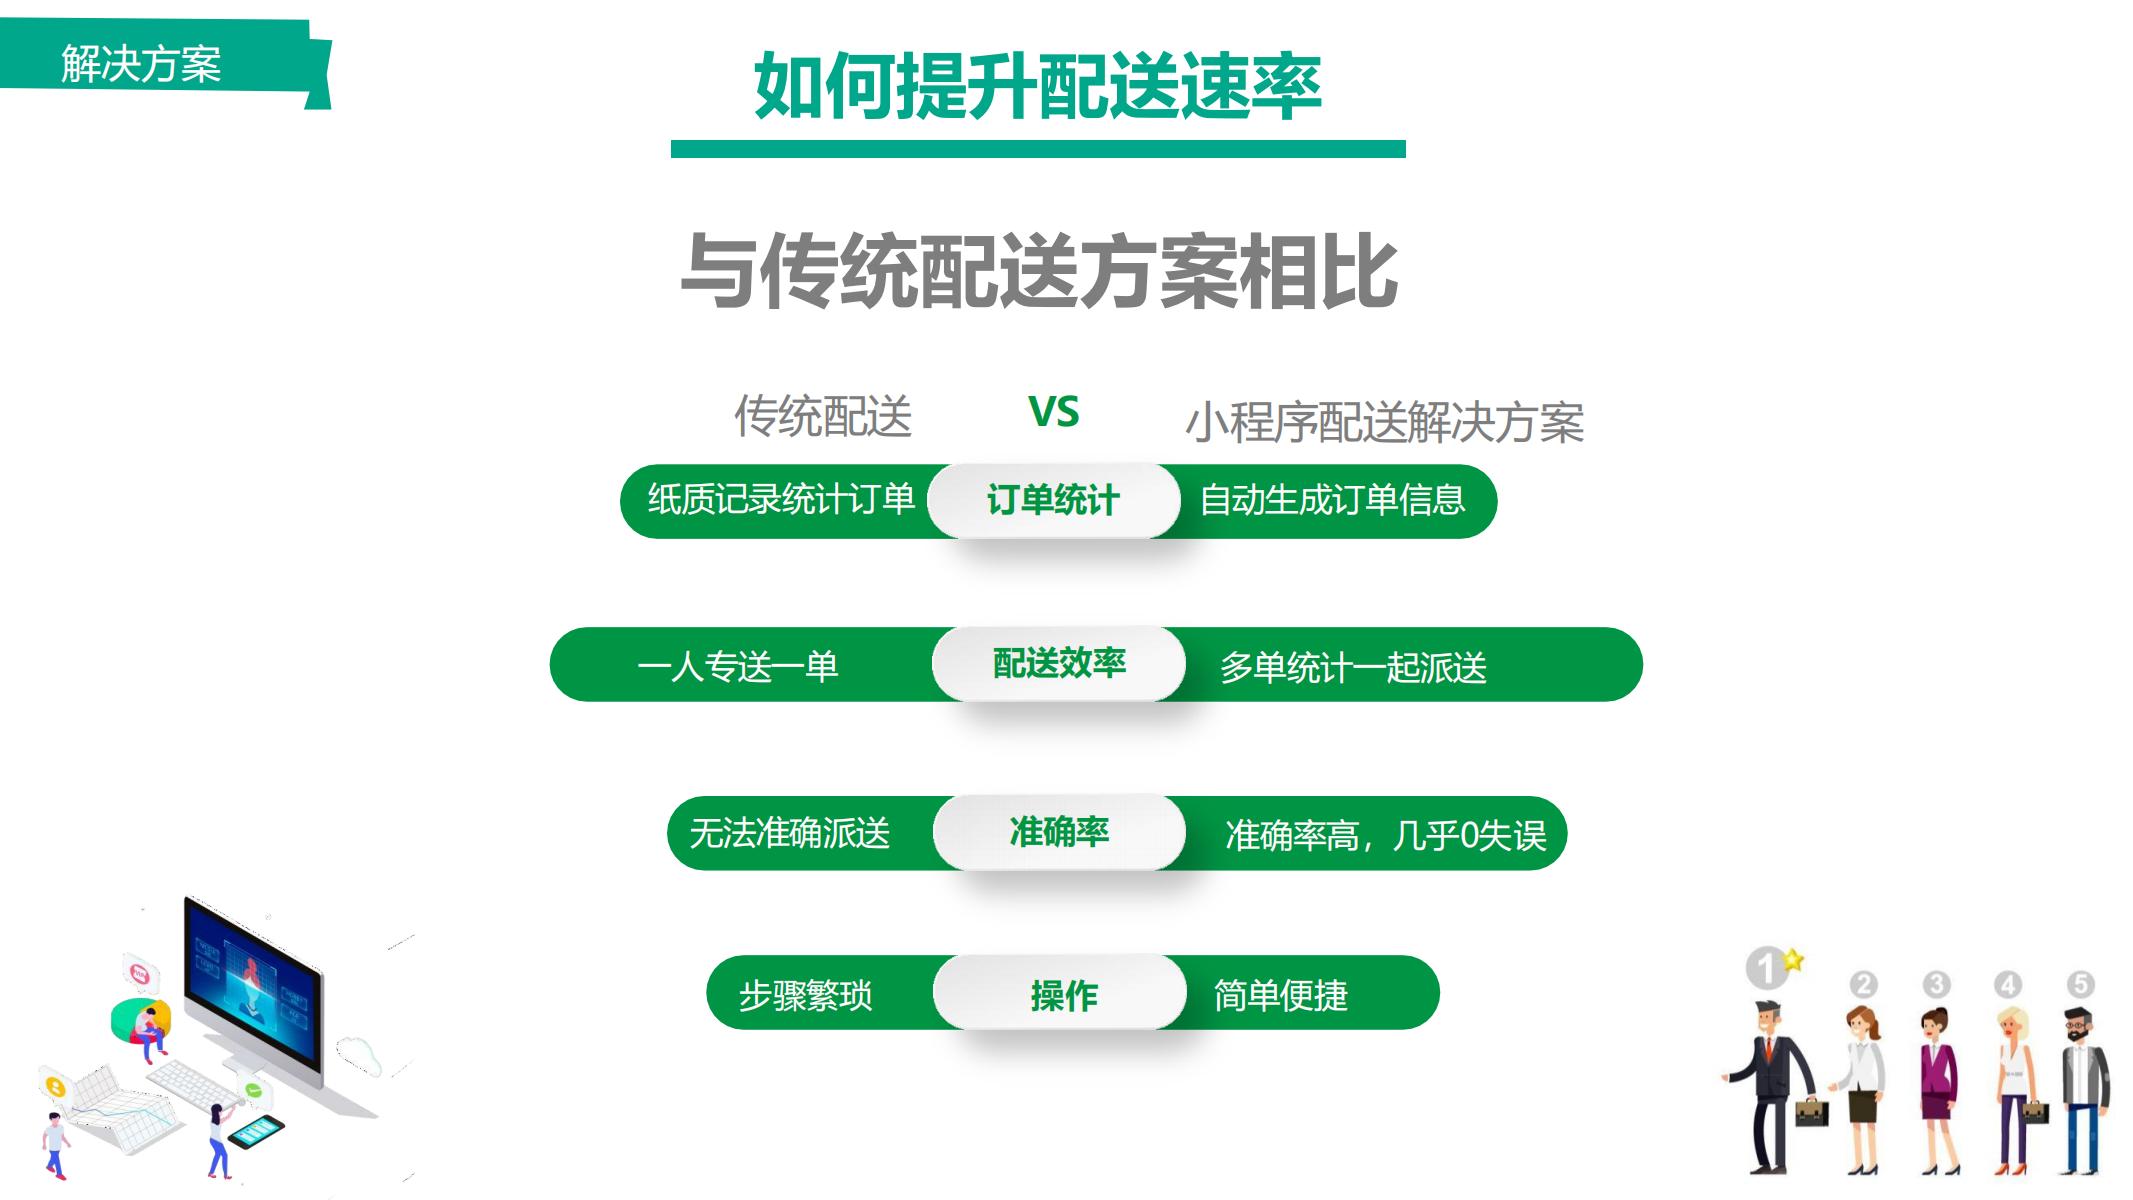 解决方案
如何提升配送速率
与传统配送方案相比
传统配送 VS 小程序配送解决方案
纸质记录统计订单 订单统计 自动生成订单信息
一人专送一单 配送效率 多单统计一起派送
无法准确派送 准确率 准确率高，几乎0失误
步骤繁琐 操作 简单便捷
1 2 3 4 5